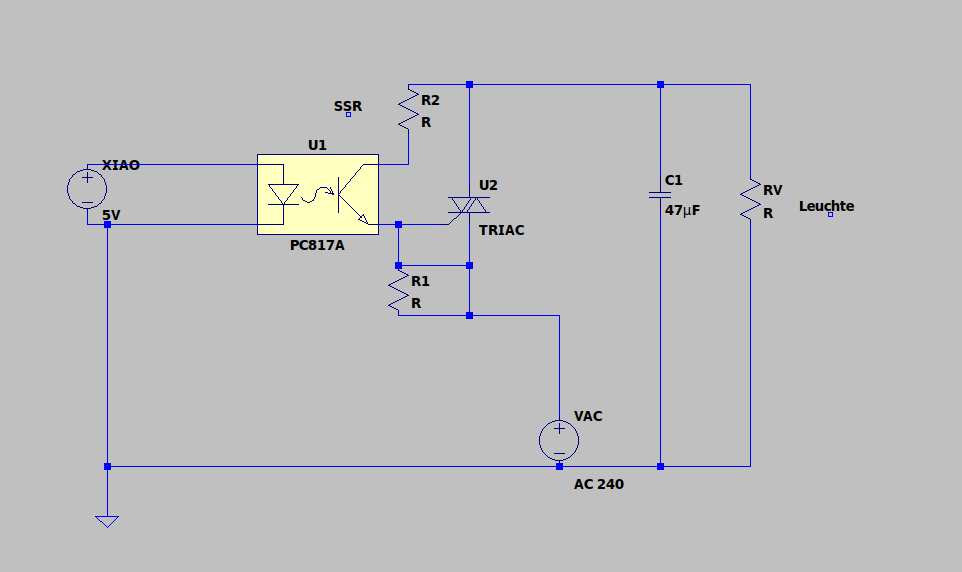 SSR
R2
R
U1
XIAO
5V
PC817A
U2
TRIAC
C1
47µF
RV
R
Leuchte
R1
R
VAC
AC 240